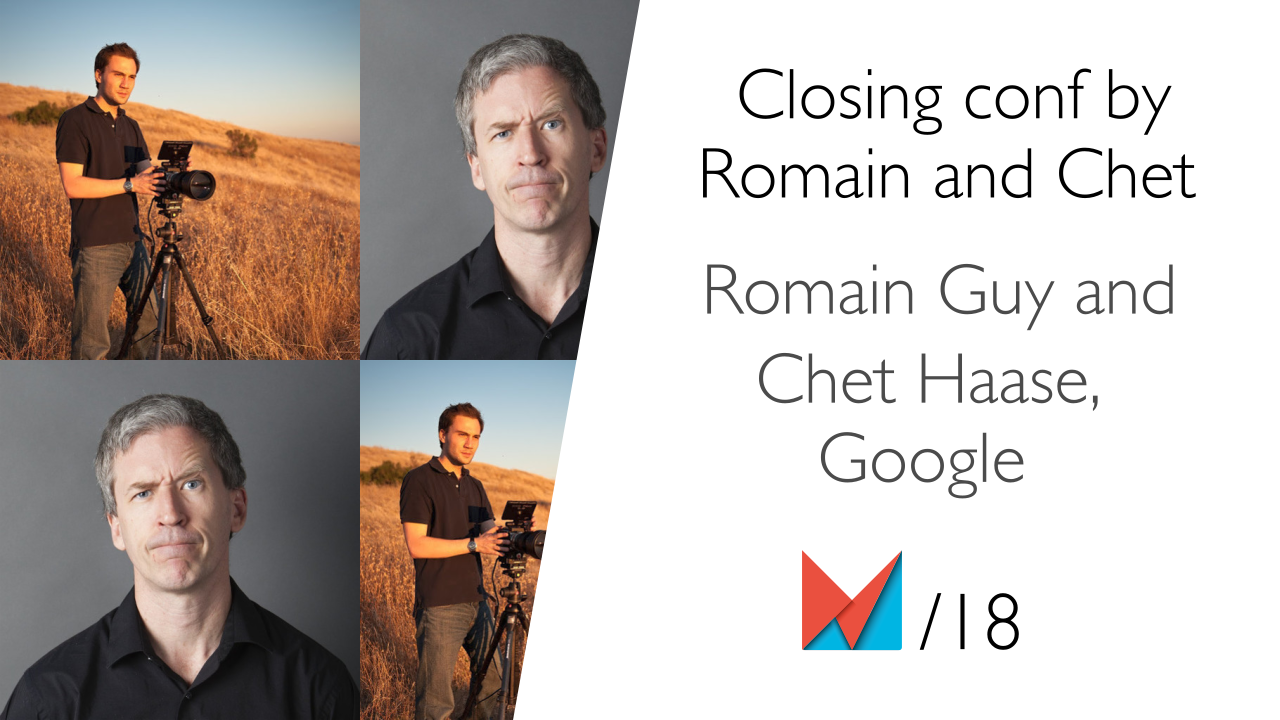 Closing conf by
Romain and Chet
Romain Guy and
Chet Haase,
Google
/18